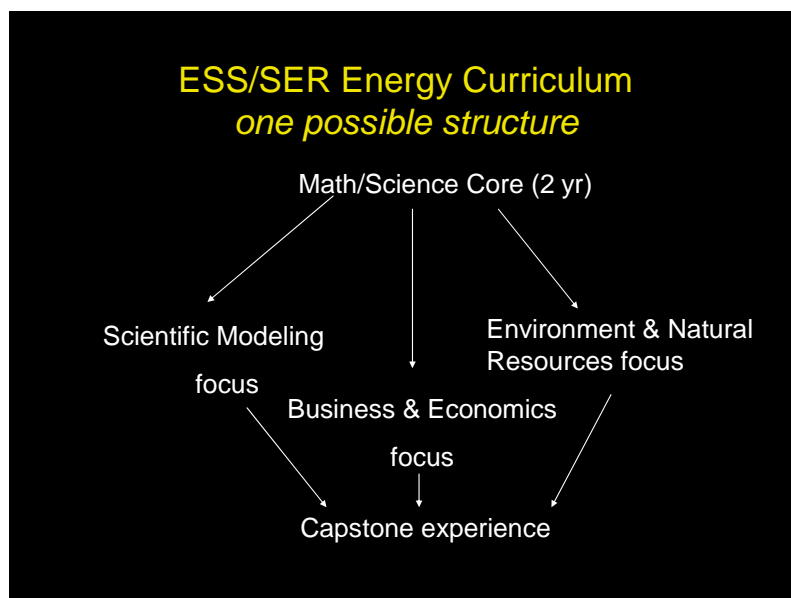 ESS/SER Energy Curriculum
one possible structure
Math/Science Core (2 yr)
Scientific Modeling
focus
Environment & Natural
Resources focus
Business & Economics
focus
Capstone experience